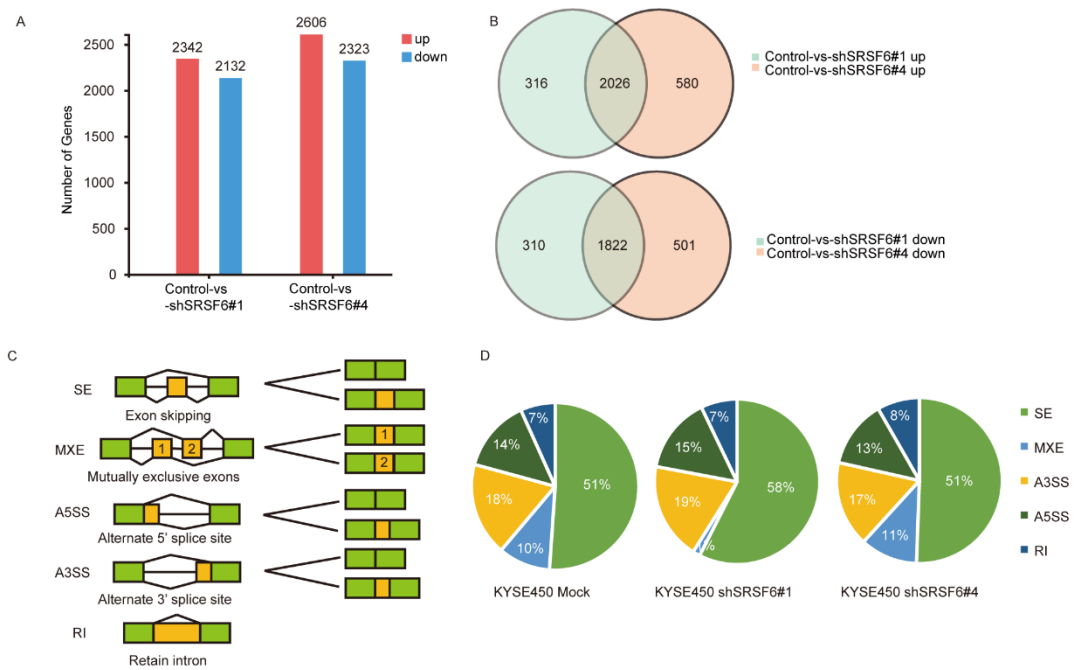 A
2342
2132
2606
2323
up
down
2500
2000
1500
1000
500
0
Number of Genes
Control-vs
-shSRSF6#1
Control-vs
-shSRSF6#4
B
316
2026
580
Control-vs-shSRSF6#1 up
Control-vs-shSRSF6#4 up
310
1822
501
Control-vs-shSRSF6#1 down
Control-vs-shSRSF6#4 down
C
SE
Exon skipping
MXE
1
2
1
2
Mutually exclusive exons
A5SS
Alternate 5' splice site
A3SS
Alternate 3' splice site
RI
Retain intron
D
7%
14%
51%
18%
10%
KYSE450 Mock
7%
15%
58%
19%
KYSE450 shSRSF6#1
8%
13%
51%
17%
11%
KYSE450 shSRSF6#4
SE
MXE
A3SS
A5SS
RI